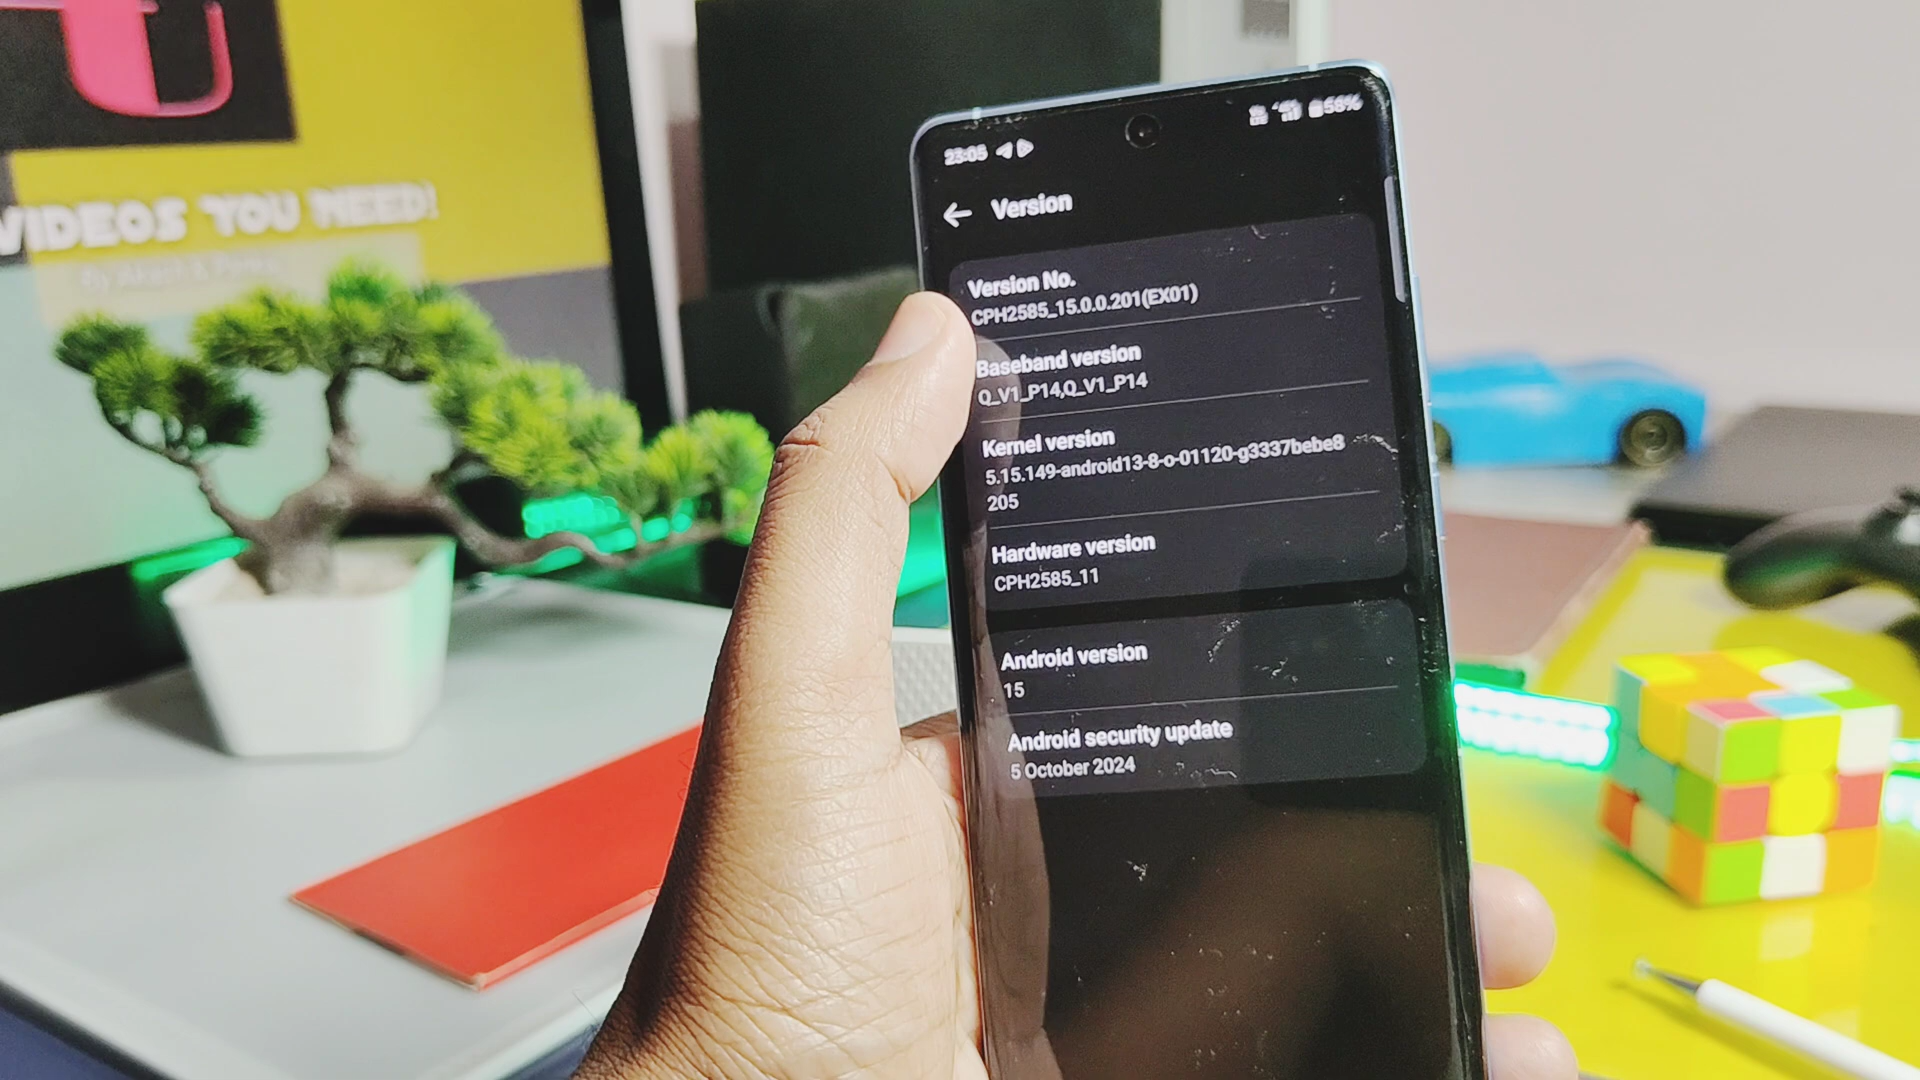 VIDEOS YOU NEED!
23:05
58%
Version
Version No.
CPH2585_15.0.0.201(EX01)
Baseband version
Q_V1_P14,Q_V1_P14
Kernel version
5.15.149-android13-8-o-01120-g3337bebe8
205
Hardware version
CPH2585_11
Android version
15
Android security update
5 October 2024